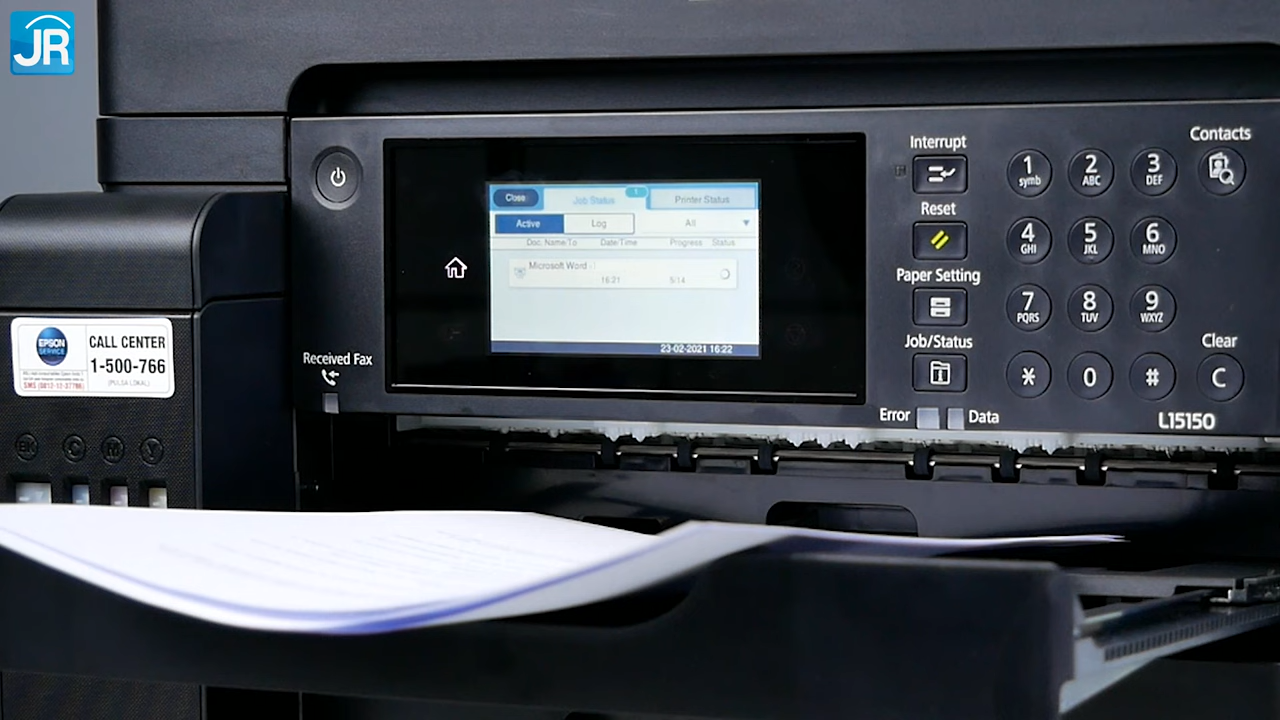 JR
Close
Job Status
1
Printer Status
Active
Log
All
Doc. Name/To
Date/Time
Progress
Status
Microsoft Word -
16:21
5/14
23-02-2021 16:22
Received Fax
EPSON
SERVICE
CALL CENTER
1-500-766
(PULSA LOKAL)
BK
C
M
Y
Interrupt
Reset
Paper Setting
Job/Status
Error
Data
1
symb
2
ABC
3
DEF
4
GHI
5
JKL
6
MNO
7
PQRS
8
TUV
9
WXYZ
*
0
#
Contacts
Clear
C
L15150